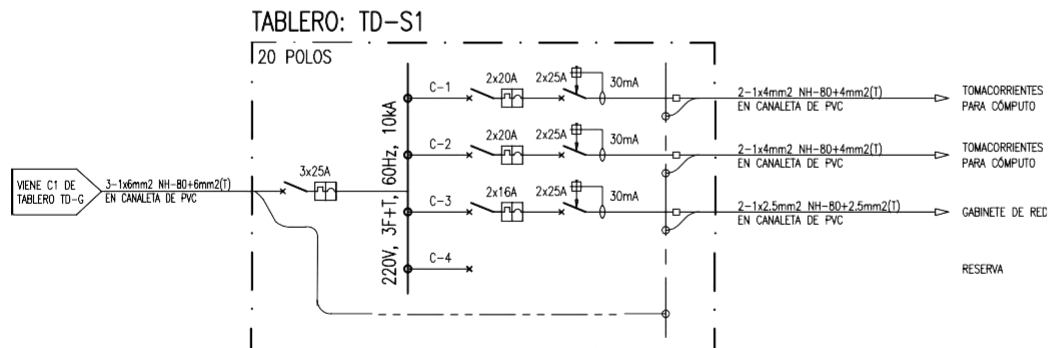 TABLERO: TD-S1
20 POLOS
C-1
2x20A
2x25A
30mA
2-1x4mm2 NH-80+4mm2(T)
EN CANALETA DE PVC
TOMACORRIENTES
PARA CÓMPUTO
C-2
2x20A
2x25A
30mA
2-1x4mm2 NH-80+4mm2(T)
EN CANALETA DE PVC
TOMACORRIENTES
PARA CÓMPUTO
VIENE C1 DE
TABLERO TD-G
3-1x6mm2 NH-80+6mm2(T)
EN CANALETA DE PVC
3x25A
220V, 3F+T, 60Hz, 10kA
C-3
2x16A
2x25A
30mA
2-1x2.5mm2 NH-80+2.5mm2(T)
EN CANALETA DE PVC
GABINETE DE RED
C-4
RESERVA